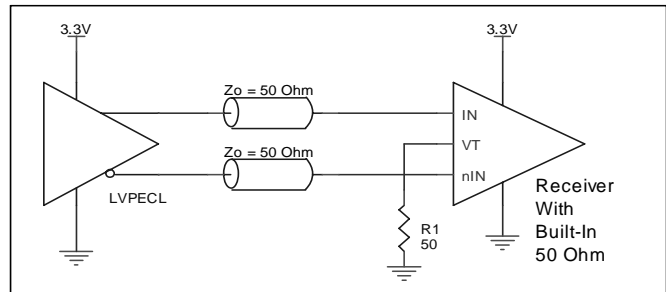 3.3V
3.3V
Zo = 50 Ohm
IN
VT
Zo = 50 Ohm
nIN
LVPECL
R1
50
Receiver
With
Built-In
50 Ohm